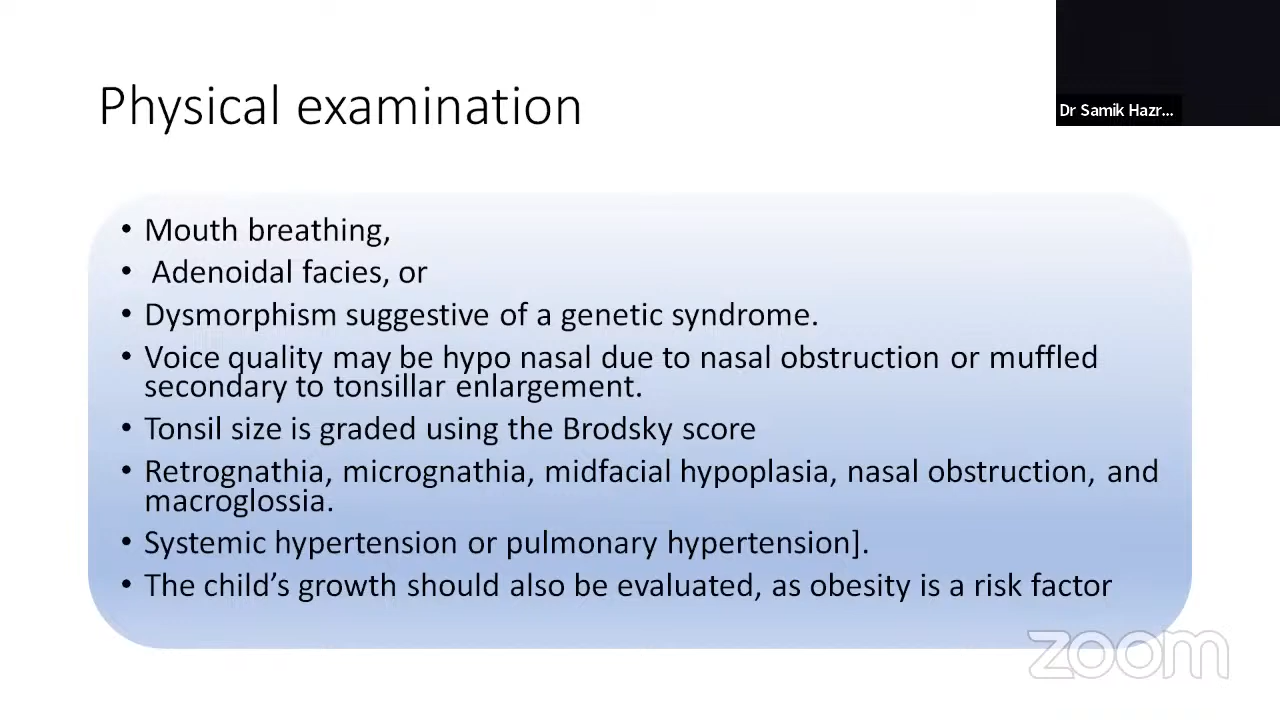 Dr Samik Hazr...
Physical examination
• Mouth breathing,
• Adenoidal facies, or
• Dysmorphism suggestive of a genetic syndrome.
• Voice quality may be hypo nasal due to nasal obstruction or muffled
secondary to tonsillar enlargement.
• Tonsil size is graded using the Brodsky score
• Retrognathia, micrognathia, midfacial hypoplasia, nasal obstruction, and
macroglossia.
• Systemic hypertension or pulmonary hypertension].
• The child’s growth should also be evaluated, as obesity is a risk factor
zoom